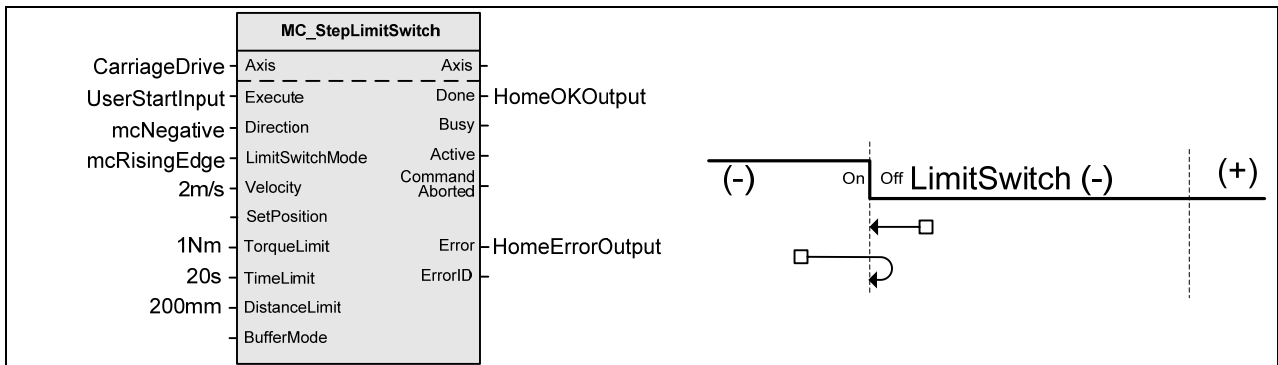 MC_StepLimitSwitch
CarriageDrive Axis Axis
UserStartInput Execute Done HomeOKOutput
mcNegative Direction Busy
mcRisingEdge LimitSwitchMode Active
2m/s Velocity Command Aborted
SetPosition
1Nm TorqueLimit Error HomeErrorOutput
20s TimeLimit ErrorID
200mm DistanceLimit
BufferMode
(-) On Off LimitSwitch (-) (+)